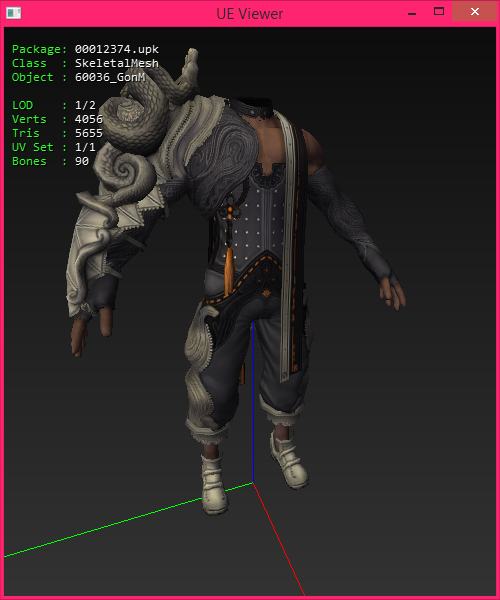 UE Viewer
Package: 00012374.upk
Class : SkeletalMesh
Object : 60036_GonM
LOD : 1/2
Verts : 4056
Tris : 5655
UV Set : 1/1
Bones : 90